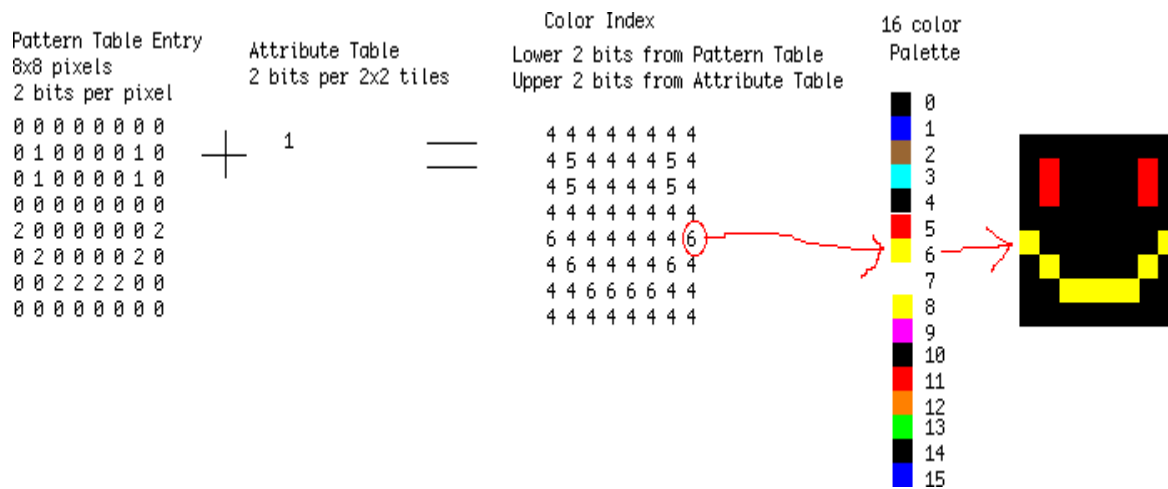 Pattern Table Entry
8x8 pixels
2 bits per pixel
0 0 0 0 0 0 0 0
0 1 0 0 0 0 1 0
0 1 0 0 0 0 1 0
0 0 0 0 0 0 0 0
2 0 0 0 0 0 0 2
0 2 0 0 0 0 2 0
0 0 2 2 2 2 0 0
0 0 0 0 0 0 0 0
+
Attribute Table
2 bits per 2x2 tiles
1
=
Color Index
Lower 2 bits from Pattern Table
Upper 2 bits from Attribute Table
4 4 4 4 4 4 4 4
4 5 4 4 4 4 5 4
4 5 4 4 4 4 5 4
4 4 4 4 4 4 4 4
6 4 4 4 4 4 4 6
4 6 4 4 4 4 6 4
4 4 6 6 6 6 4 4
4 4 4 4 4 4 4 4
16 color
Palette
0
1
2
3
4
5
6
7
8
9
10
11
12
13
14
15